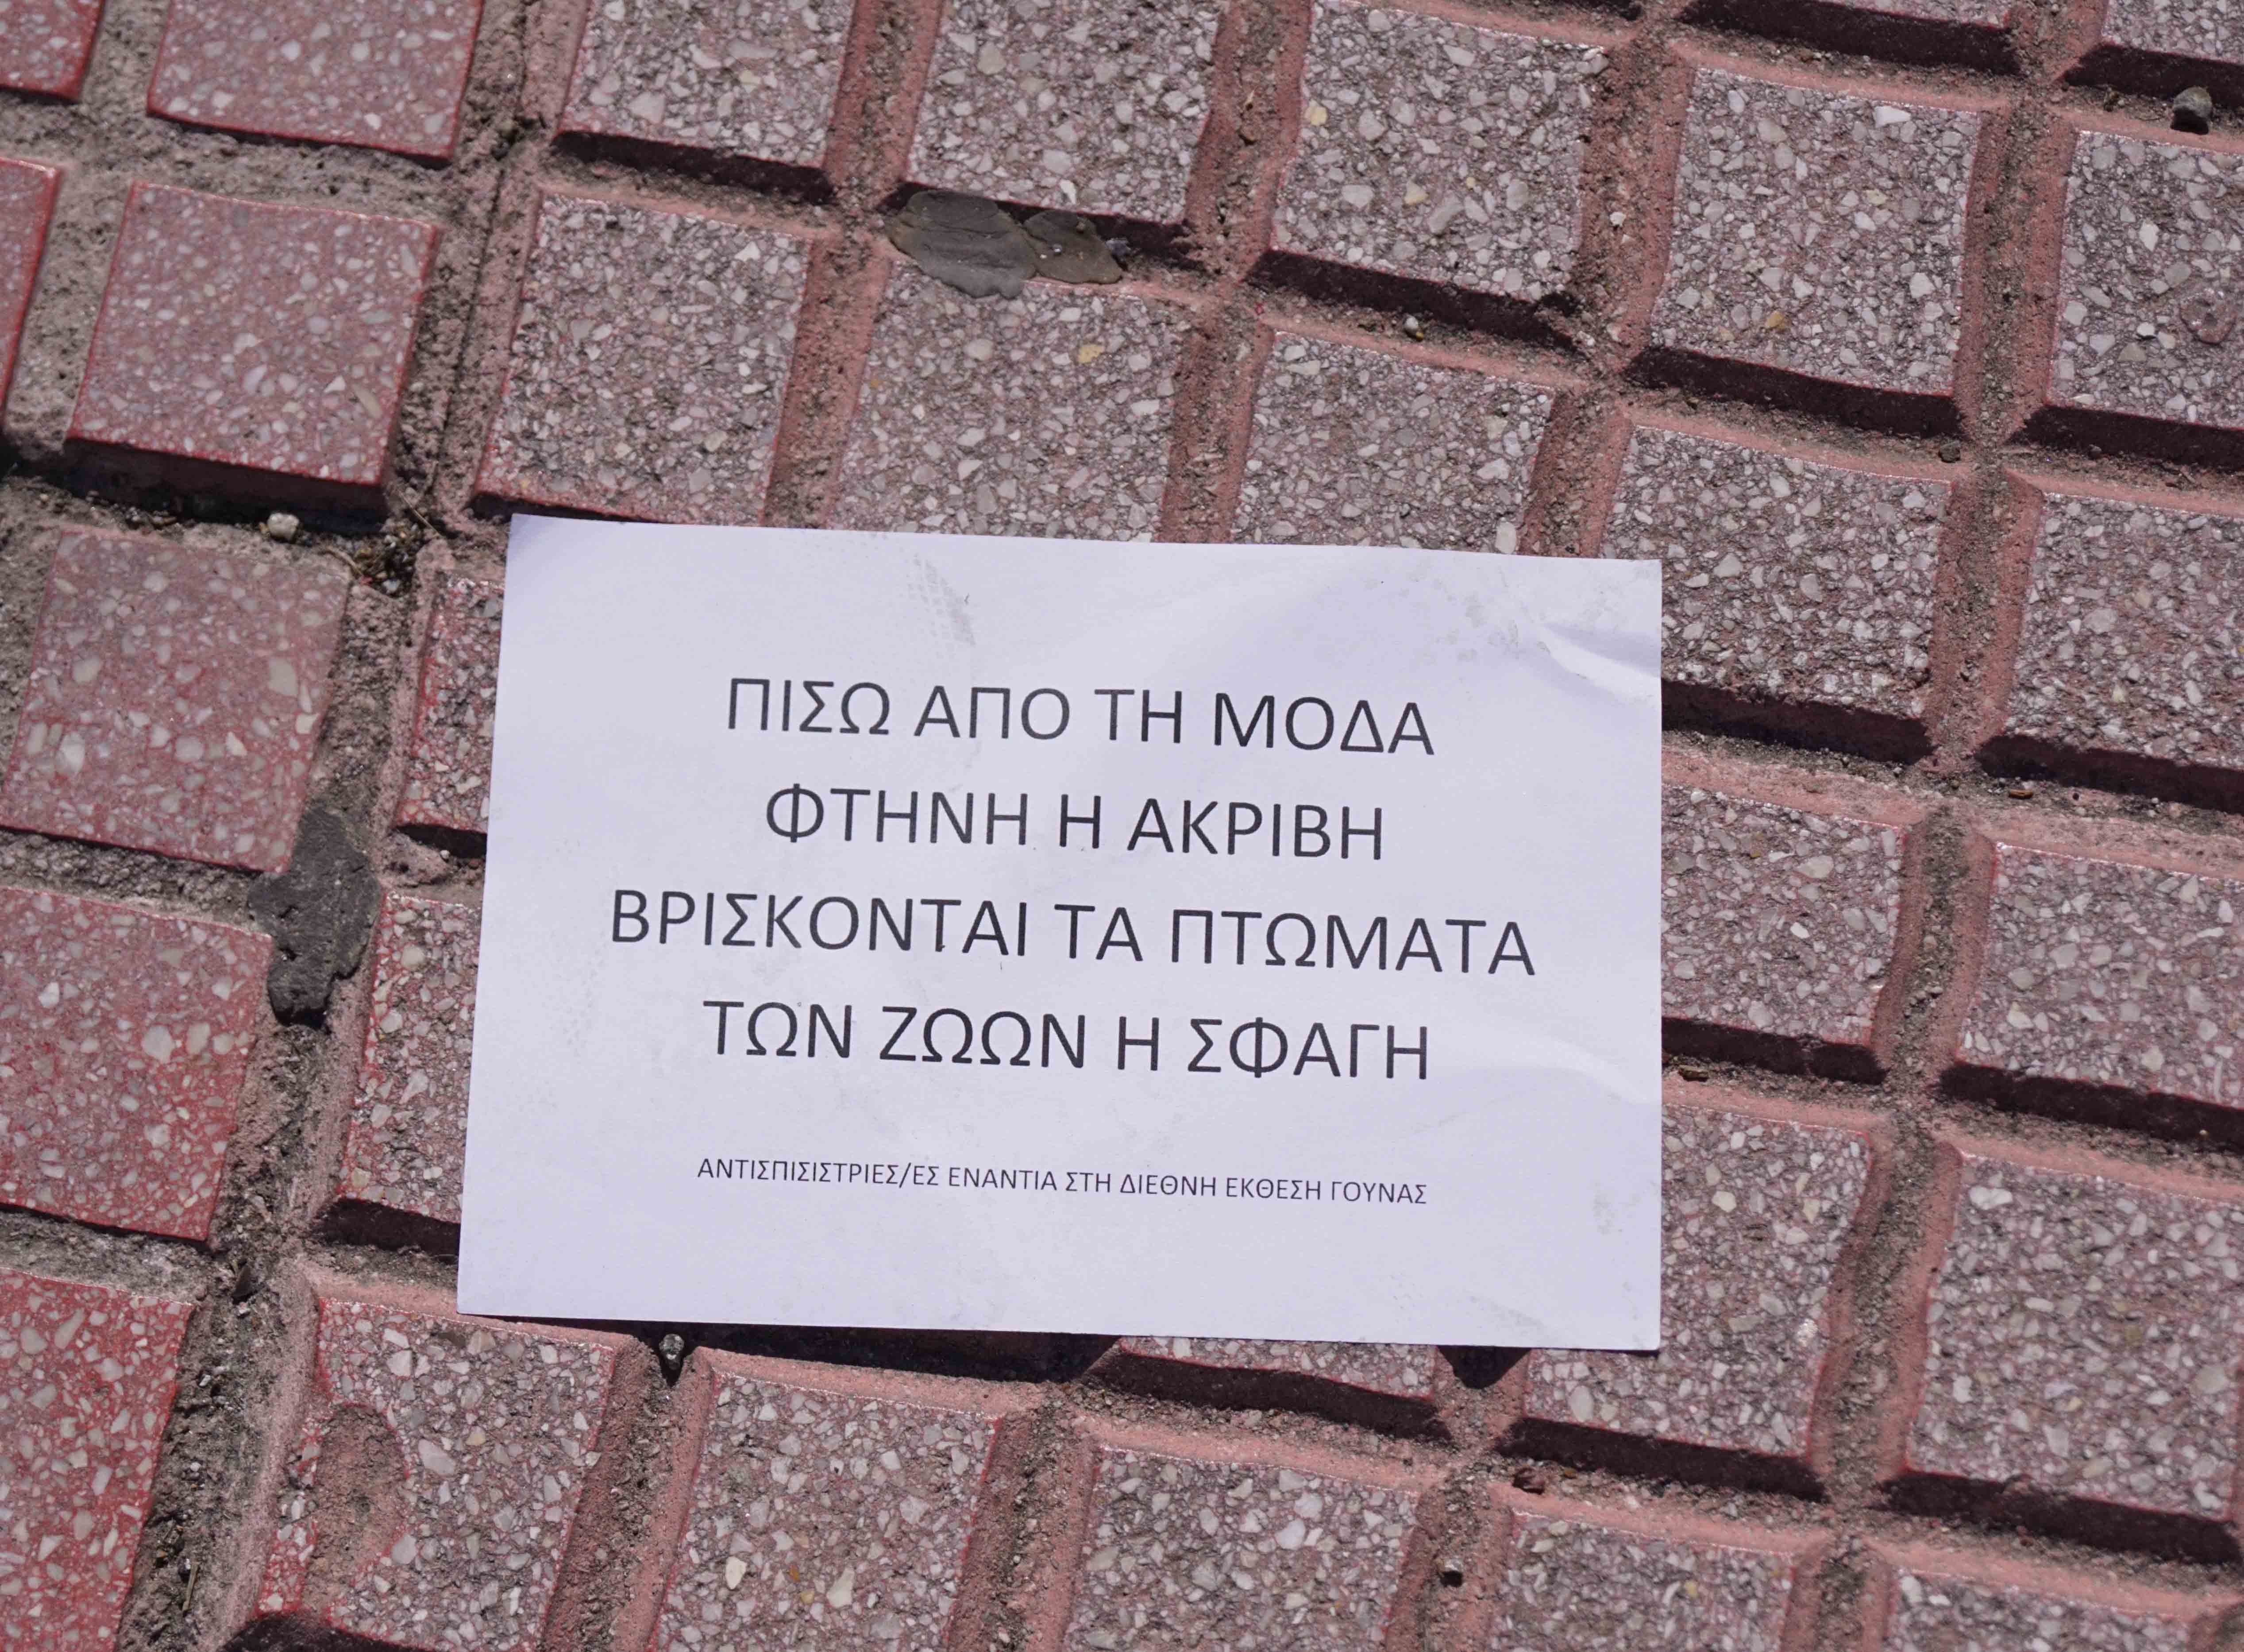 ΠΙΣΩ ΑΠΟ ΤΗ ΜΟΔΑ
ΦΤΗΝΗ Η ΑΚΡΙΒΗ
ΒΡΙΣΚΟΝΤΑΙ ΤΑ ΠΤΩΜΑΤΑ
ΤΩΝ ΖΩΩΝ Η ΣΦΑΓΗ
ΑΝΤΙΣΠΙΣΙΣΤΡΙΕΣ/ΕΣ ΕΝΑΝΤΙΑ ΣΤΗ ΔΙΕΘΝΗ ΕΚΘΕΣΗ ΓΟΥΝΑΣ